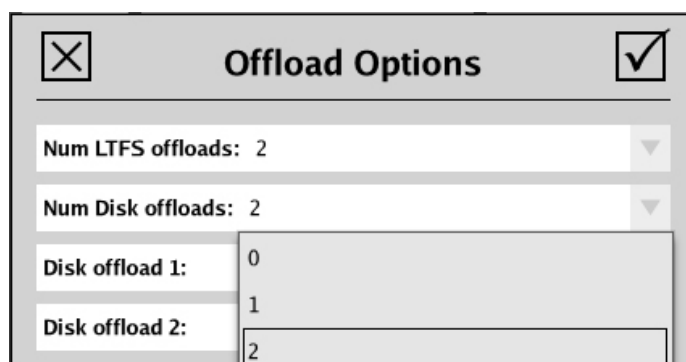 Offload Options
Num LTFS offloads: 2
Num Disk offloads: 2
Disk offload 1:
0
1
Disk offload 2:
2